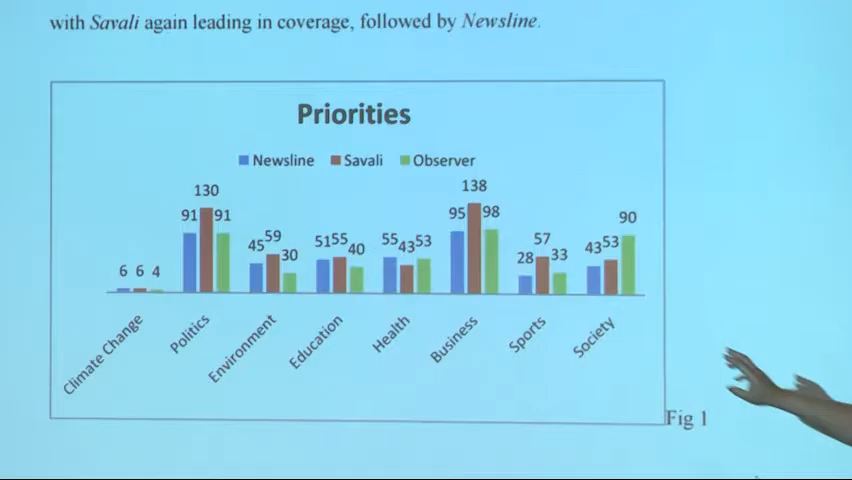 with Savali again leading in coverage, followed by Newsline.
Priorities
Newsline Savali Observer
6 6 4
91 130 91
45 59 30
51 55 40
55 43 53
95 138 98
28 57 33
43 53 90
Climate Change Politics Environment Education Health Business Sports Society
Fig 1